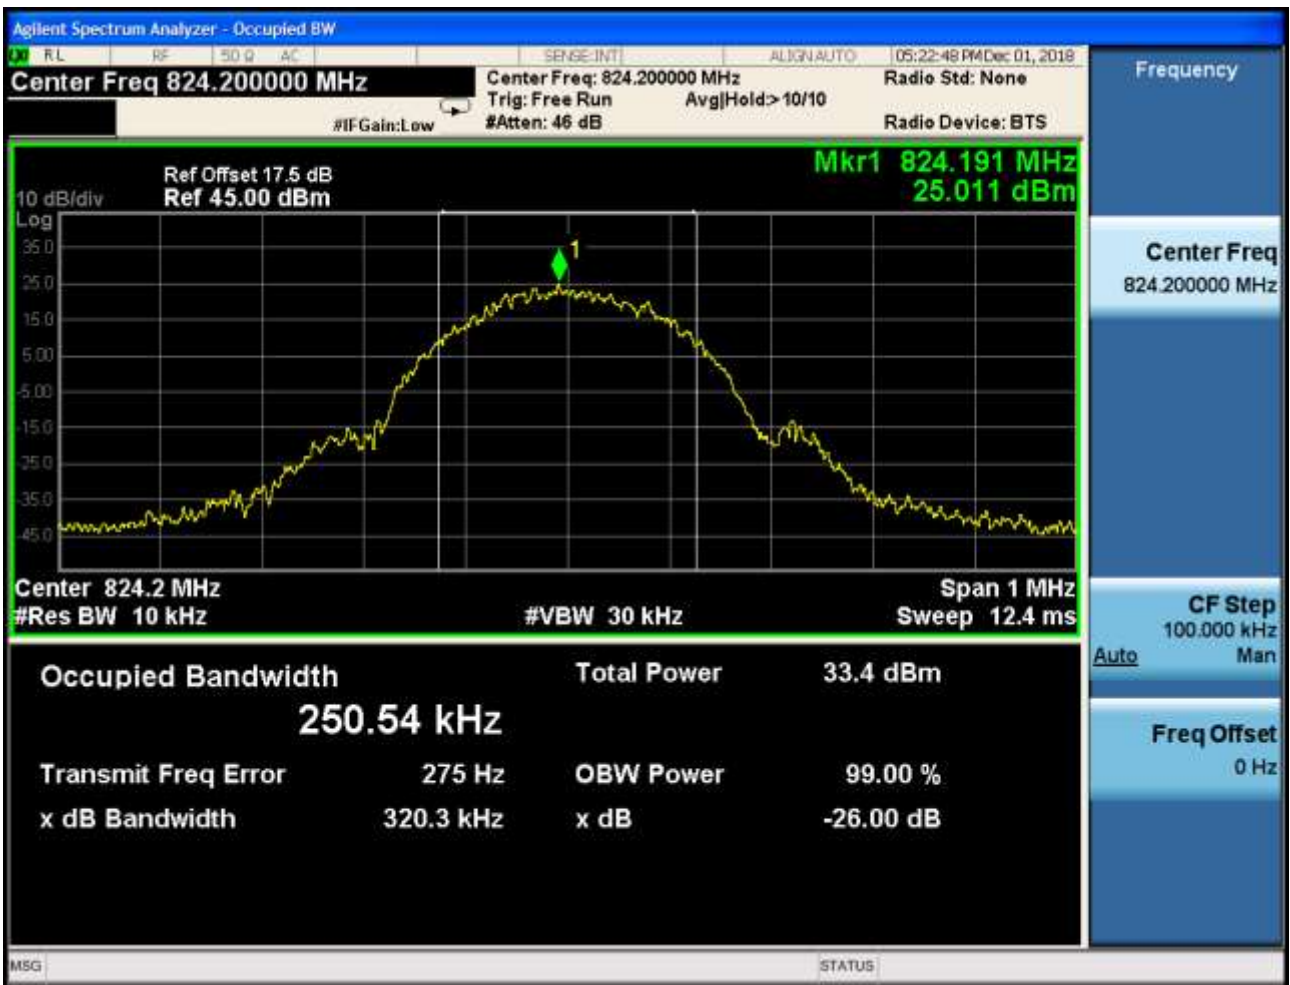 Agilent Spectrum Analyzer - Occupied BW
RL RF 50 Ω AC SENSE:INT ALIGN AUTO 05:22:48 PM Dec 01, 2018
Center Freq 824.200000 MHz
Center Freq: 824.200000 MHz
Radio Std: None
Trig: Free Run Avg|Hold:> 10/10
#IFGain:Low
#Atten: 46 dB
Radio Device: BTS
Mkr1 824.191 MHz
25.011 dBm
Ref Offset 17.5 dB
10 dB/div Ref 45.00 dBm
Log
35.0
25.0
15.0
5.00
-5.00
-15.0
-25.0
-35.0
-45.0
1
Center 824.2 MHz Span 1 MHz
#Res BW 10 kHz #VBW 30 kHz Sweep 12.4 ms
Occupied Bandwidth Total Power 33.4 dBm
250.54 kHz
Transmit Freq Error 275 Hz OBW Power 99.00 %
x dB Bandwidth 320.3 kHz x dB -26.00 dB
Frequency
Center Freq
824.200000 MHz
CF Step
100.000 kHz
Auto Man
Freq Offset
0 Hz
MSG STATUS